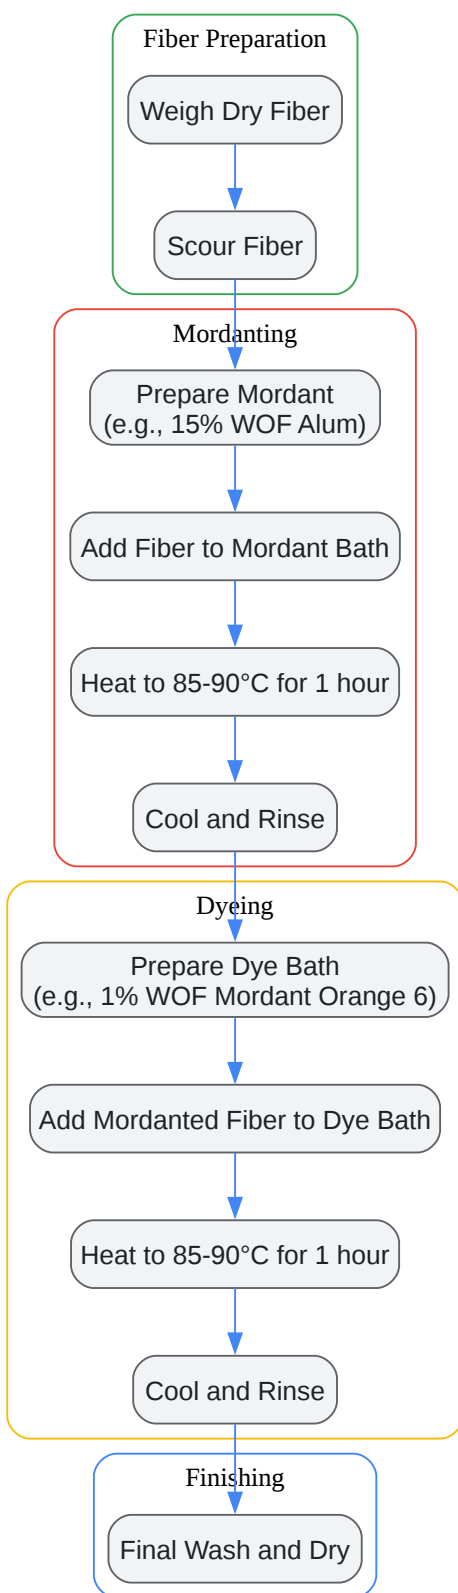 Fiber Preparation
Weigh Dry Fiber
Scour Fiber
Mordanting
Prepare Mordant
(e.g., 15% WOF Alum)
Add Fiber to Mordant Bath
Heat to 85-90°C for 1 hour
Cool and Rinse
Dyeing
Prepare Dye Bath
(e.g., 1% WOF Mordant Orange 6)
Add Mordanted Fiber to Dye Bath
Heat to 85-90°C for 1 hour
Cool and Rinse
Finishing
Final Wash and Dry